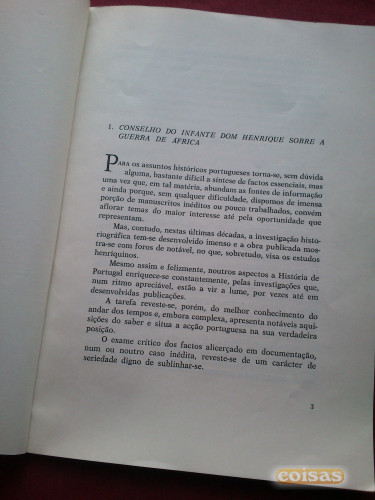 1. CONSELHO DO INFANTE DOM HENRIQUE SOBRE A
GUERRA DE ÁFRICA
PARA os assuntos históricos portugueses torna-se, sem dúvida
alguma, bastante difícil a síntese de factos essenciais, mas
uma vez que, em tal matéria, abundam as fontes de informação
e ainda porque, sem qualquer dificuldade, dispomos de imensa
porção de manuscritos inéditos ou pouco trabalhados, convém
aflorar temas do maior interesse até pela oportunidade que
representam.
Mas, contudo, nestas últimas décadas, a investigação histo-
riográfica tem-se desenvolvido imenso e a obra publicada mos-
tra-se com foros de notável, no que, sobretudo, visa os estudos
henriquinos.
Mesmo assim e felizmente, noutros aspectos a História de
Portugal enriquece-se constantemente, pelas investigações que,
num ritmo apreciável, estão a vir a lume, por vezes até em
desenvolvidas publicações.
A tarefa reveste-se, porém, do melhor conhecimento do
andar dos tempos e, embora complexa, apresenta notáveis aqui-
sições do saber e situa a acção portuguesa na sua verdadeira
posição.
O exame crítico dos factos alicerçado em documentação,
num ou noutro caso inédita, reveste-se de um carácter de
seriedade digno de sublinhar-se.
3
coisas